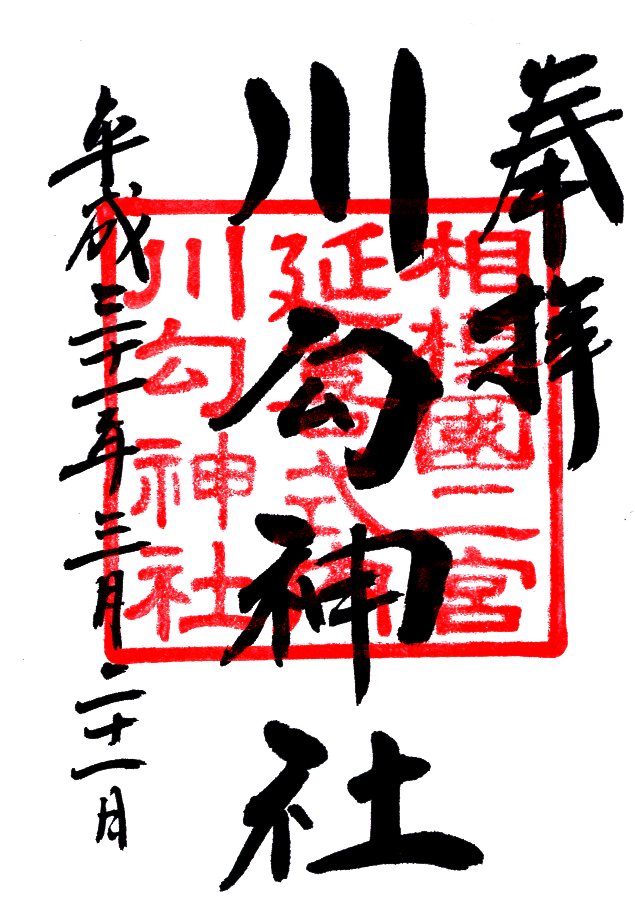 奉拝
川勾神社
平成三十一年三月二十一日
相模國二宮
延喜式内
川勾神社